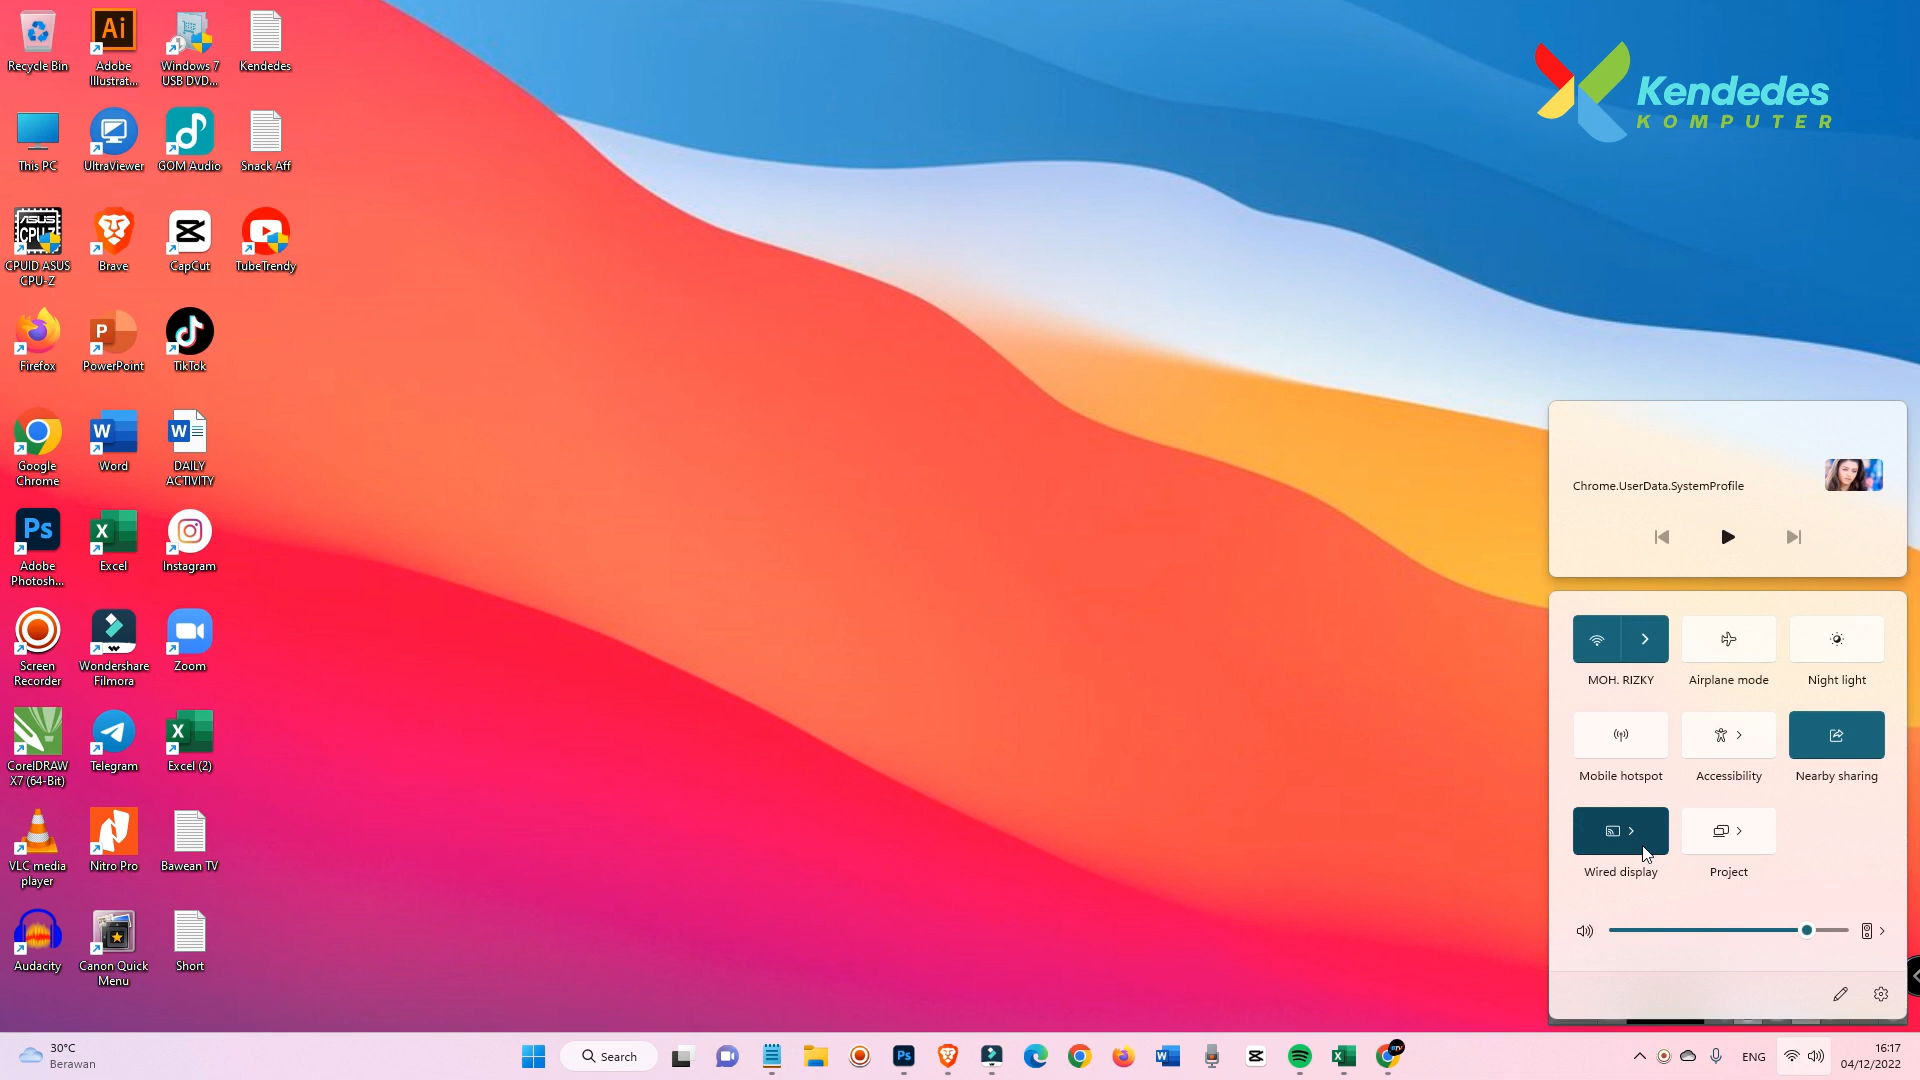 Recycle Bin
Adobe
Illustrat...
Windows 7
USB DVD...
Kendedes
Kendedes
KOMPUTER
This PC
UltraViewer
GOM Audio
Snack Aff
CPUID ASUS
CPU-Z
Brave
CapCut
TubeTrendy
Firefox
PowerPoint
TikTok
Google
Chrome
Word
DAILY
ACTIVITY
Adobe
Photosh...
Excel
Instagram
Screen
Recorder
Wondershare
Filmora
Zoom
CorelDRAW
X7 (64-Bit)
Telegram
Excel (2)
VLC media
player
Nitro Pro
Bawean TV
Audacity
Canon Quick
Menu
Short
Chrome.UserData.SystemProfile
MOH. RIZKY
Airplane mode
Night light
Mobile hotspot
Accessibility
Nearby sharing
Wired display
Project
30°C
Berawan
Search
ENG
16:17
04/12/2022